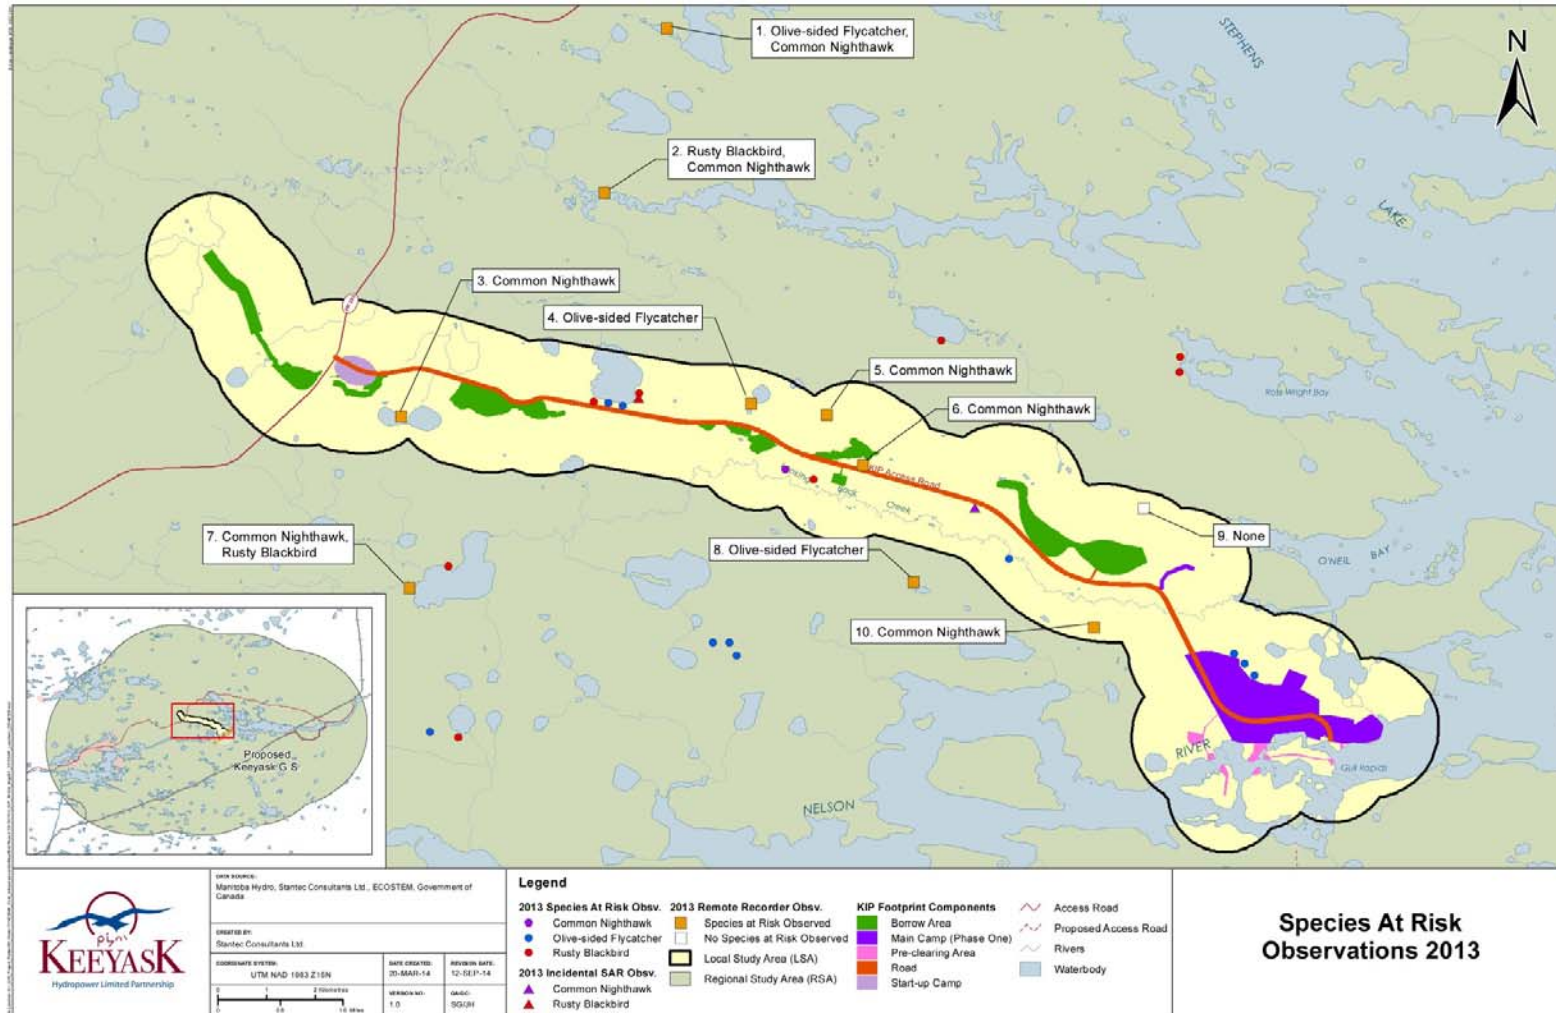 1. Olive-sided Flycatcher,
Common Nighthawk
STEPHENS
N
2. Rusty Blackbird,
Common Nighthawk
LAKE
3. Common Nighthawk
4. Olive-sided Flycatcher
5. Common Nighthawk
6. Common Nighthawk
KIP Access Road
Creek
7. Common Nighthawk,
Rusty Blackbird
8. Olive-sided Flycatcher
9. None
O'NEIL BAY
10. Common Nighthawk
RIVER
Gull Rapids
NELSON
Proposed
Keeyask G.S.
KEEYASK
Hydropower Limited Partnership
DATA SOURCE:
Manitoba Hydro, Stantec Consultants Ltd., ECOSTEM, Government of
Canada
CREATED BY:
Stantec Consultants Ltd.
COORDINATE SYSTEM:
UTM NAD 1983 Z15N
DATE CREATED:
20-MAR-14
REVISION DATE:
12-SEP-14
VERSION NO:
1.0
QA/QC:
0 1 2 Kilometres
Legend
2013 Species At Risk Obsv.
Common Nighthawk
Olive-sided Flycatcher
Rusty Blackbird
2013 Incidental SAR Obsv.
Common Nighthawk
Rusty Blackbird
2013 Remote Recorder Obsv.
Species at Risk Observed
No Species at Risk Observed
Local Study Area (LSA)
Regional Study Area (RSA)
KIP Footprint Components
Borrow Area
Main Camp (Phase One)
Pre-clearing Area
Road
Start-up Camp
Access Road
Proposed Access Road
Rivers
Waterbody
Species At Risk
Observations 2013